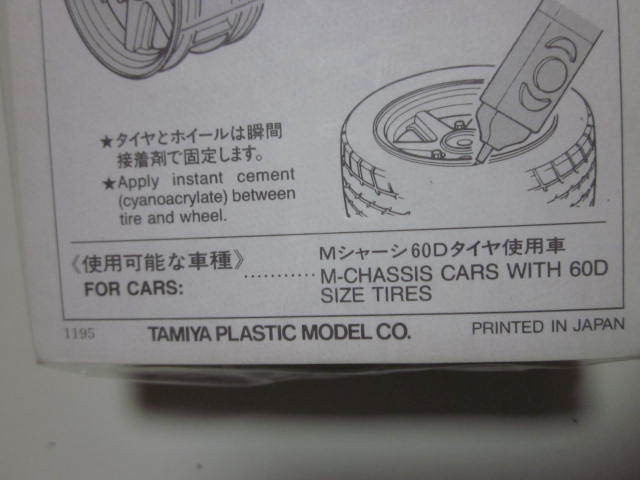 ★タイヤとホイールは瞬間
接着剤で固定します。
★Apply instant cement
(cyanoacrylate) between
tire and wheel.
《使用可能な車種》
FOR CARS:
Mシャーシ60Dタイヤ使用車
............ M-CHASSIS CARS WITH 60D
SIZE TIRES
1195 TAMIYA PLASTIC MODEL CO. PRINTED IN JAPAN